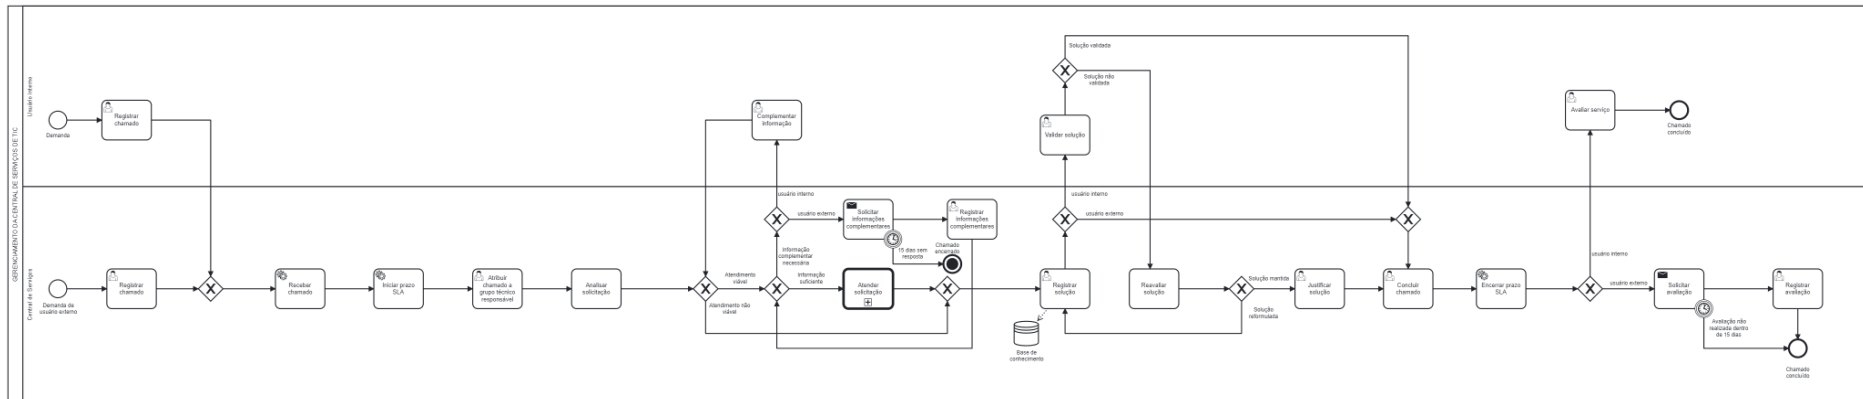 GERENCIAMENTO DA CENTRAL DE SERVIÇOS DE TIC
Usuário Interno
Demanda
Registrar
chamado
Complementar
informação
usuário interno
Solução validada
Solução não
validada
Validar solução
usuário interno
Avaliar serviço
Chamado
concluído
Central de Serviços
Demanda de
usuário externo
Registrar
chamado
Receber
chamado
Iniciar prazo
SLA
Atribuir
chamado a
grupo técnico
responsável
Analisar
solicitação
Atendimento
viável
Atendimento não
viável
Informação
complementar
necessária
Informação
suficiente
usuário externo
Solicitar
informações
complementares
15 dias sem
resposta
Registrar
informações
complementares
Chamado
encerrado
Atender
solicitação
Registrar
solução
Base de
conhecimento
usuário externo
Reavaliar
solução
Solução mantida
Solução
reformulada
Justificar
solução
Concluir
chamado
Encerrar prazo
SLA
usuário interno
usuário externo
Solicitar
avaliação
Avaliação não
realizada dentro
de 15 dias
Registrar
avaliação
Chamado
concluído